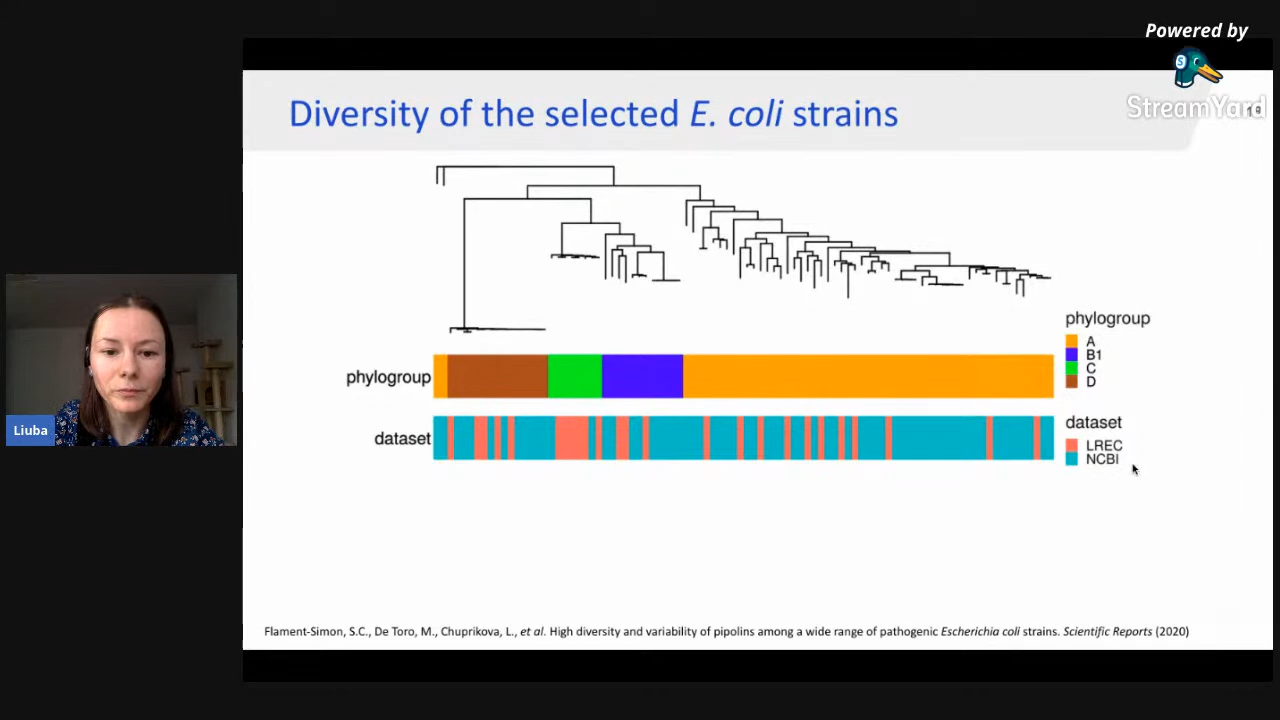 Powered by
StreamYard
Diversity of the selected E. coli strains
phylogroup
A
B1
C
D
phylogroup
dataset
LREC
NCBI
dataset
Liuba
Flament-Simon, S.C., De Toro, M., Chuprikova, L., et al. High diversity and variability of pipolins among a wide range of pathogenic Escherichia coli strains. Scientific Reports (2020)